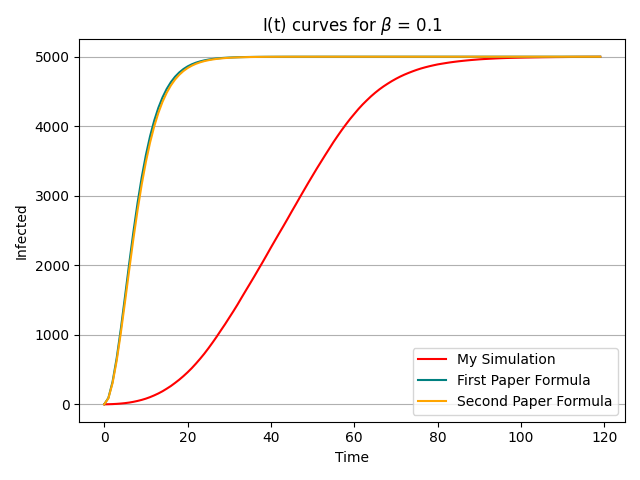 I(t) curves for β = 0.1
Infected
5000
4000
3000
2000
1000
0
0 20 40 60 80 100 120
Time
My Simulation
First Paper Formula
Second Paper Formula